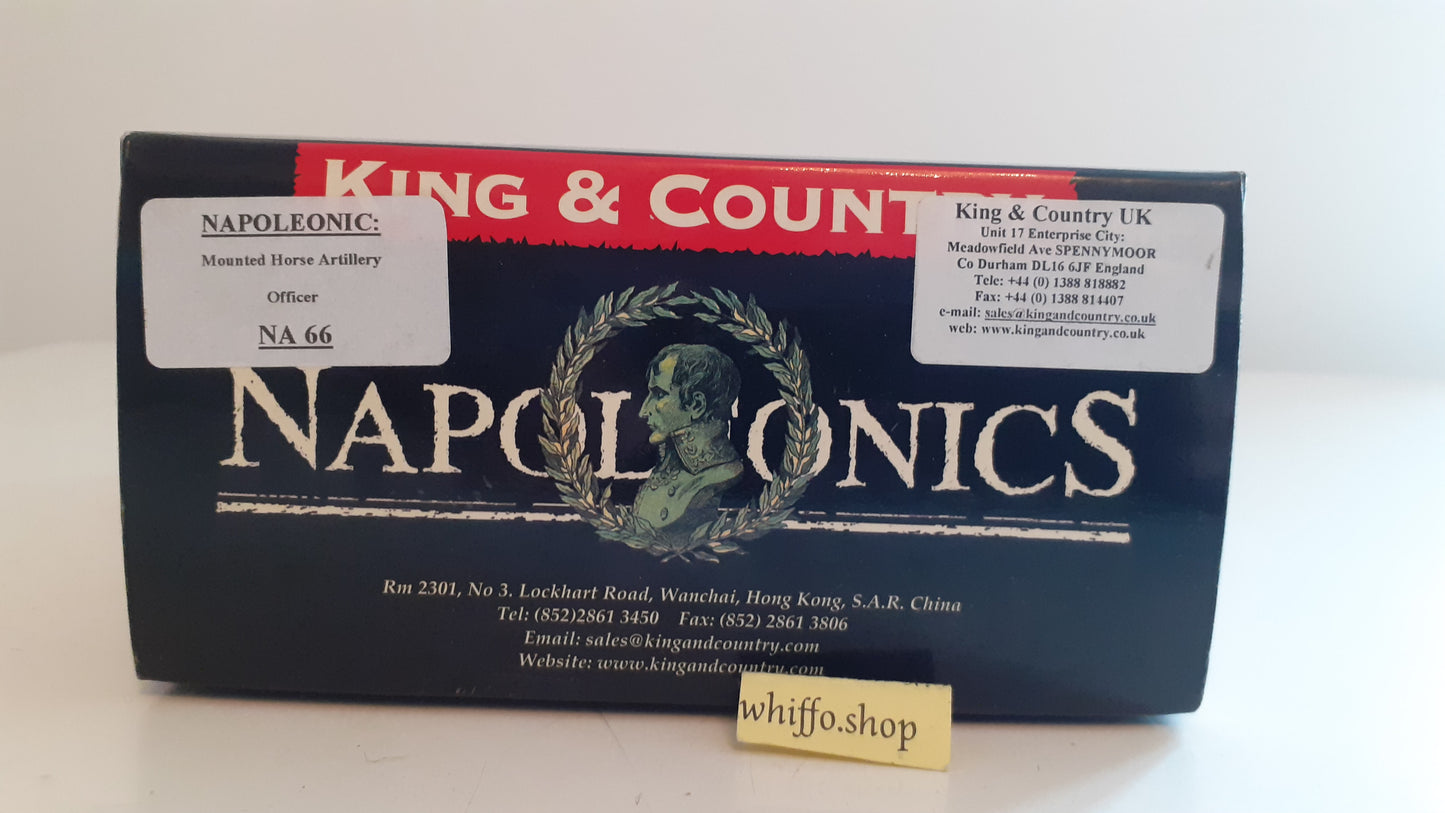 KING & COUNTRY
NAPOLEONIC:
Mounted Horse Artillery
Officer
NA 66
King & Country UK
Unit 17 Enterprise City:
Meadowfield Ave SPENNYMOOR
Co Durham DL16 6JF England
Tele: +44 (0) 1388 818882
Fax: +44 (0) 1388 814407
e-mail: sales@kingandcountry.co.uk
web: www.kingandcountry.co.uk
NAPOLEONICS
Rm 2301, No 3. Lockhart Road, Wanchai, Hong Kong, S.A.R. China
Tel: (852)2861 3450 Fax: (852) 2861 3806
Email: sales@kingandcountry.com
Website: www.kingandcountry.com
whiffo.shop